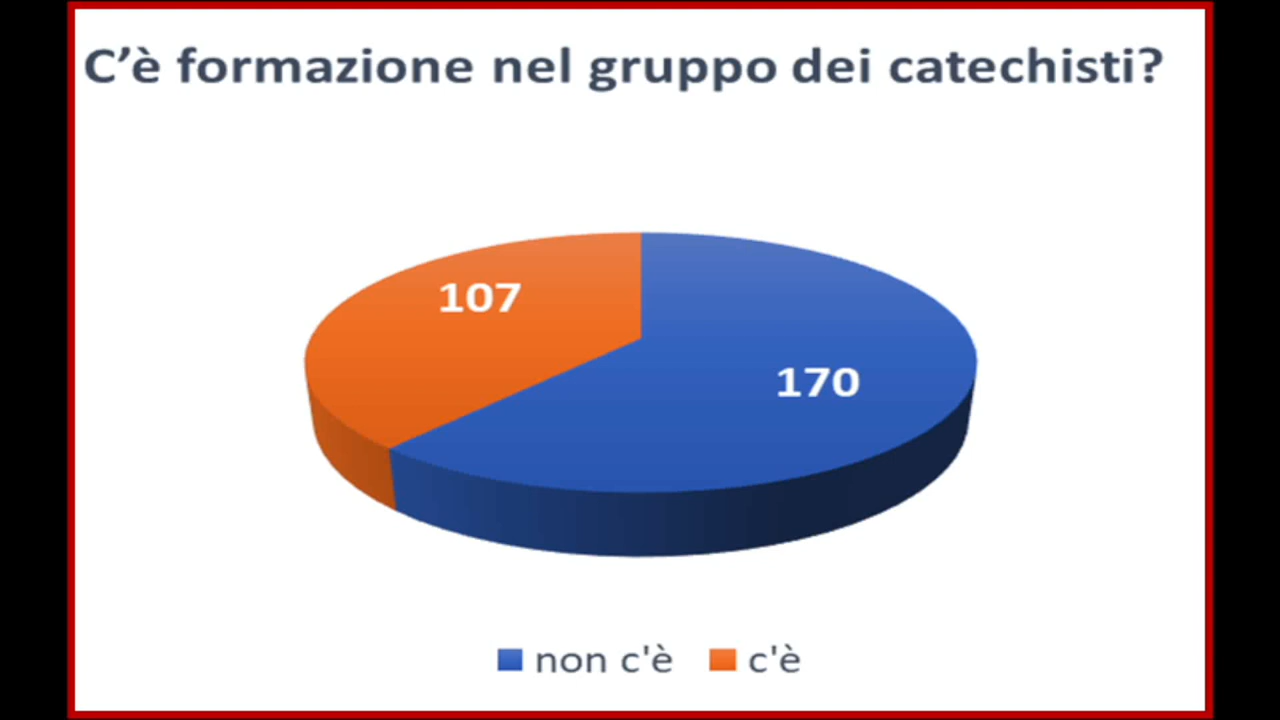 C’è formazione nel gruppo dei catechisti?
107
170
non c'è c'è